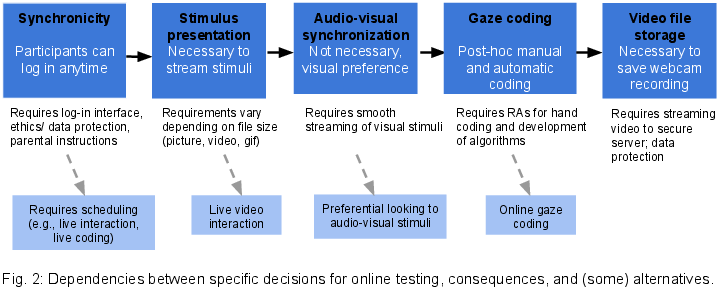 Synchronicity
Participants can
log in anytime
Stimulus
presentation
Necessary to
stream stimuli
Audio-visual
synchronization
Not necessary,
visual preference
Gaze coding
Post-hoc manual
and automatic
coding
Video file
storage
Necessary to
save webcam
recording
Requires log-in interface,
ethics/ data protection,
parental instructions
Requirements vary
depending on file size
(picture, video, gif)
Requires smooth
streaming of visual stimuli
Requires RAs for hand
coding and development
of algorithms
Requires streaming
video to secure
server; data
protection
Requires scheduling
(e.g., live interaction,
live coding)
Live video
interaction
Preferential looking to
audio-visual stimuli
Online gaze
coding
Fig. 2: Dependencies between specific decisions for online testing, consequences, and (some) alternatives.